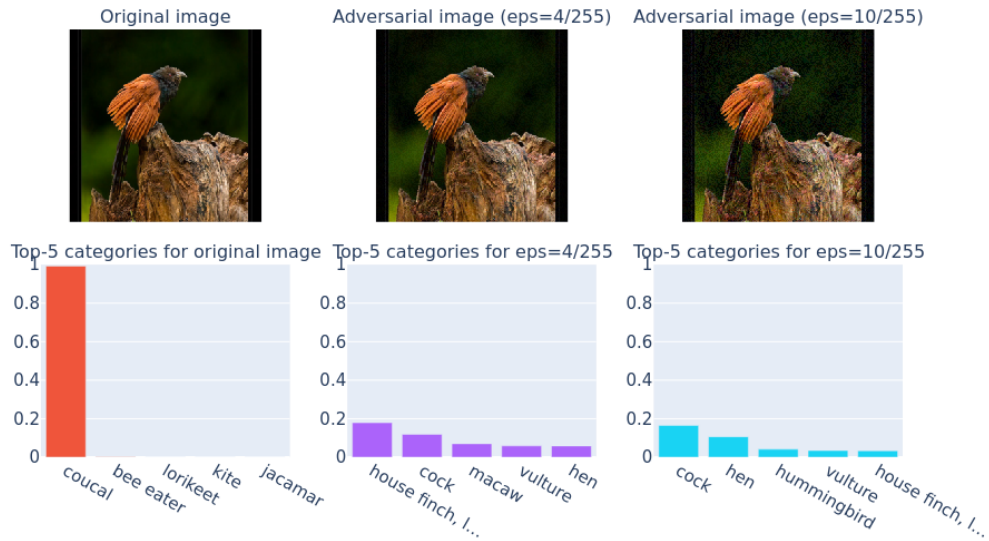 Original image
Adversarial image (eps=4/255)
Adversarial image (eps=10/255)
Top-5 categories for original image
1
0.8
0.6
0.4
0.2
0
coucal
bee eater
lorikeet
kite
jacamar
Top-5 categories for eps=4/255
1
0.8
0.6
0.4
0.2
0
house finch, l...
cock
macaw
vulture
hen
Top-5 categories for eps=10/255
1
0.8
0.6
0.4
0.2
0
cock
hen
hummingbird
vulture
house finch, l...